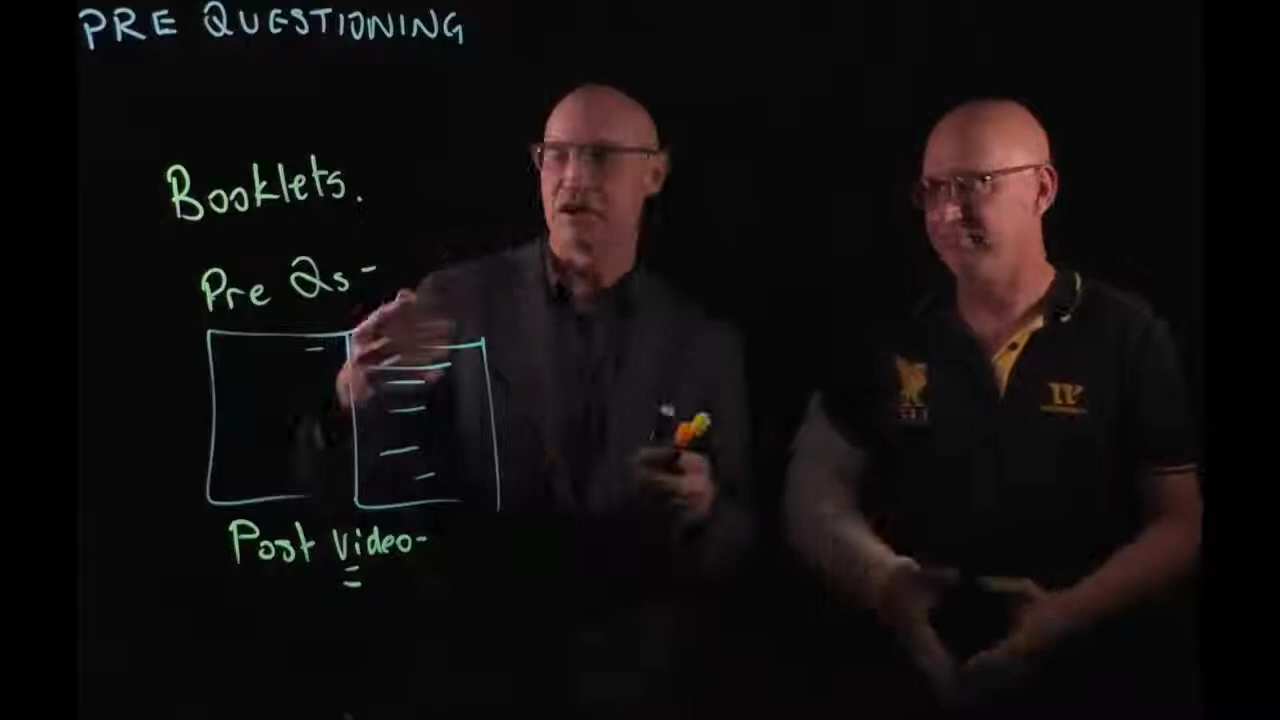 PRE QUESTIONING
Booklets.
Pre Qs -
Post video-